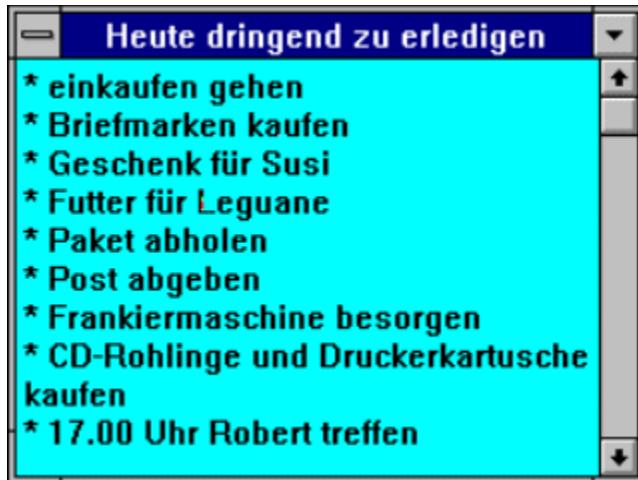 Heute dringend zu erledigen
* einkaufen gehen
* Briefmarken kaufen
* Geschenk für Susi
* Futter für Leguane
* Paket abholen
* Post abgeben
* Frankiermaschine besorgen
* CD-Rohlinge und Druckerkartusche
kaufen
* 17.00 Uhr Robert treffen